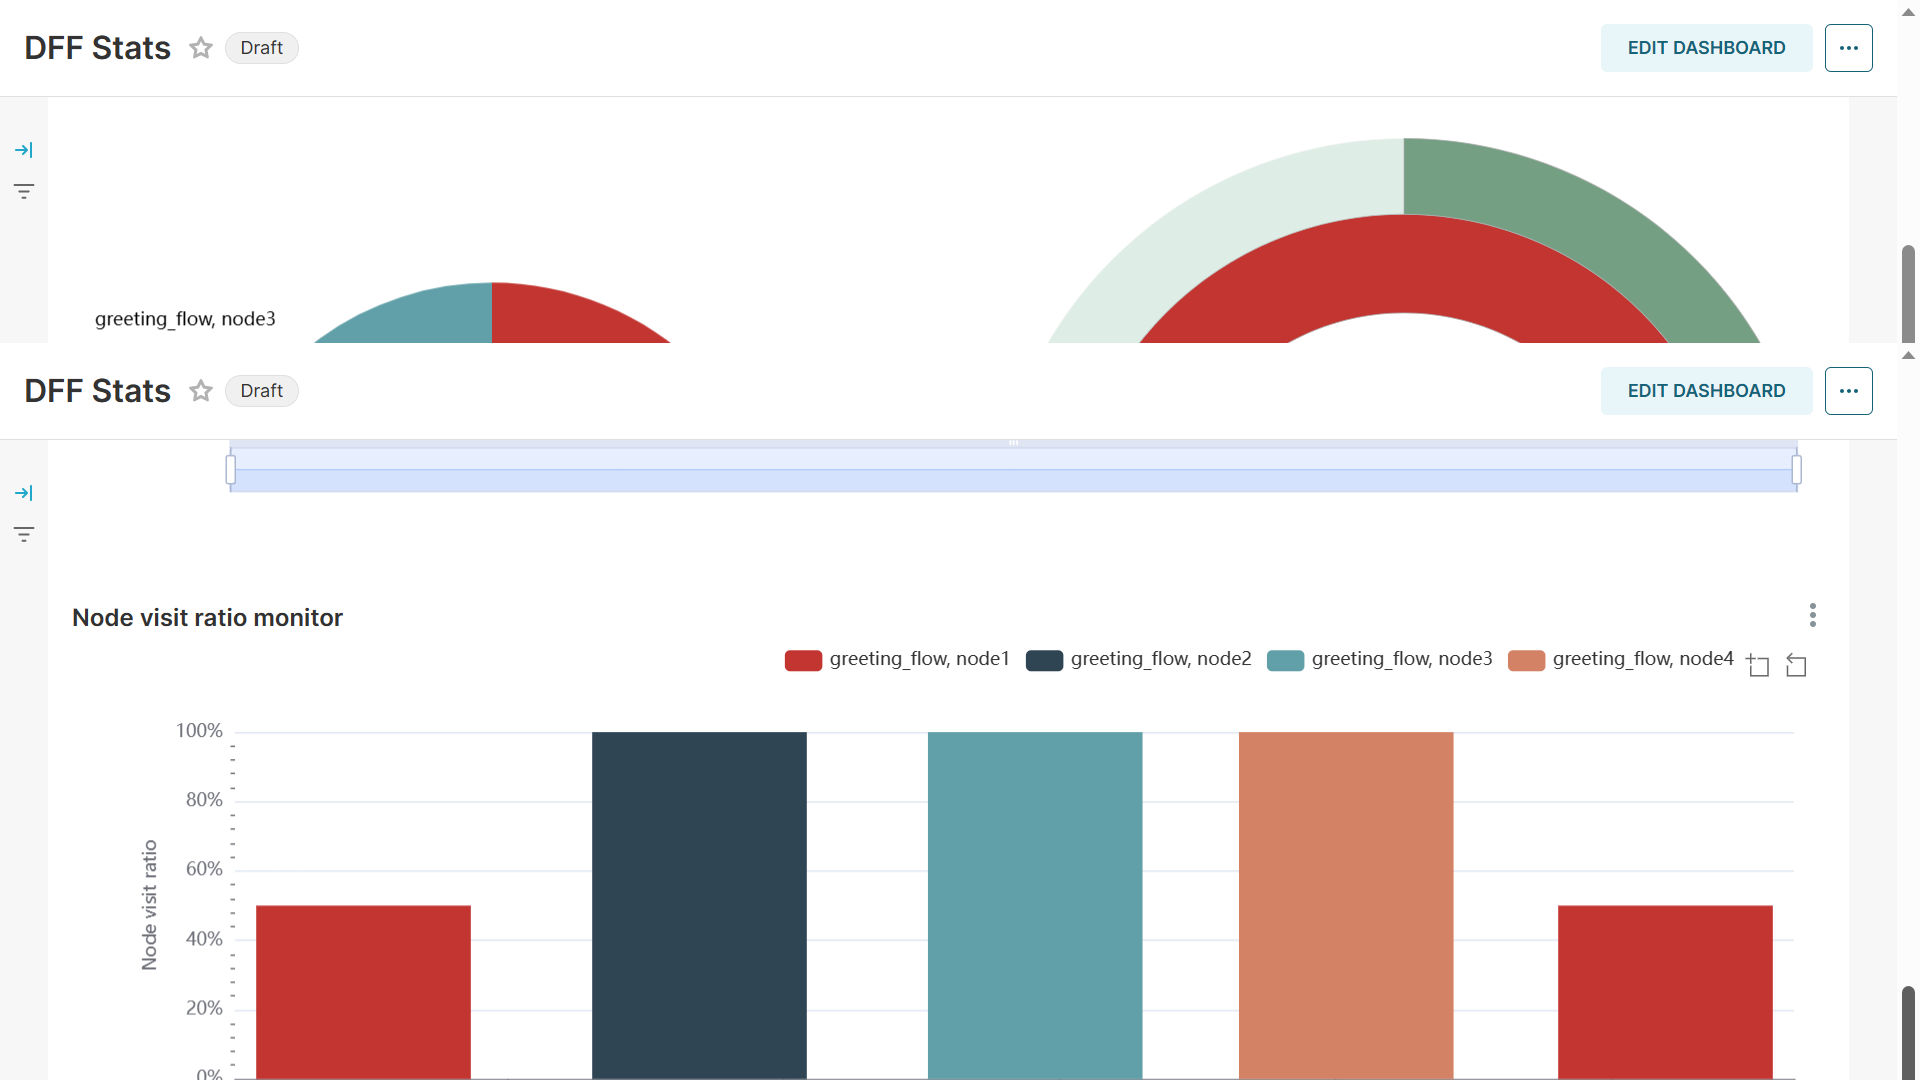 DFF Stats Draft EDIT DASHBOARD ...
greeting_flow, node3
DFF Stats Draft EDIT DASHBOARD ...
Node visit ratio monitor
greeting_flow, node1 greeting_flow, node2 greeting_flow, node3 greeting_flow, node4
100%
80%
60%
40%
20%
0%
Node visit ratio